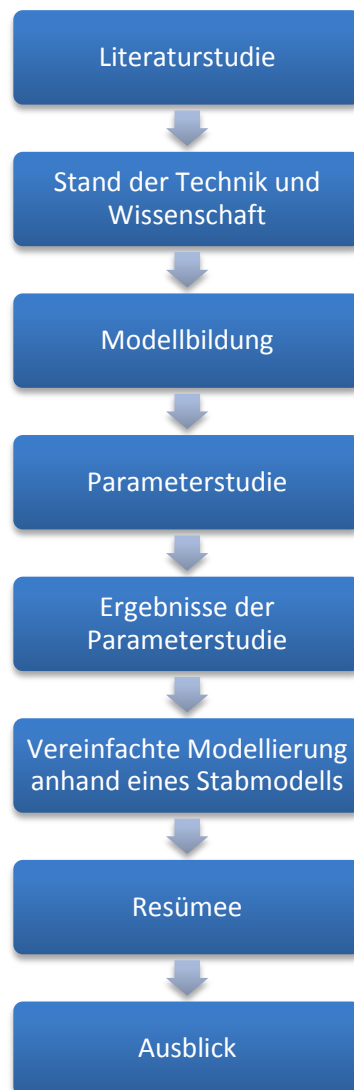 Literaturstudie
Stand der Technik und
Wissenschaft
Modellbildung
Parameterstudie
Ergebnisse der
Parameterstudie
Vereinfachte Modellierung
anhand eines Stabmodells
Resümee
Ausblick